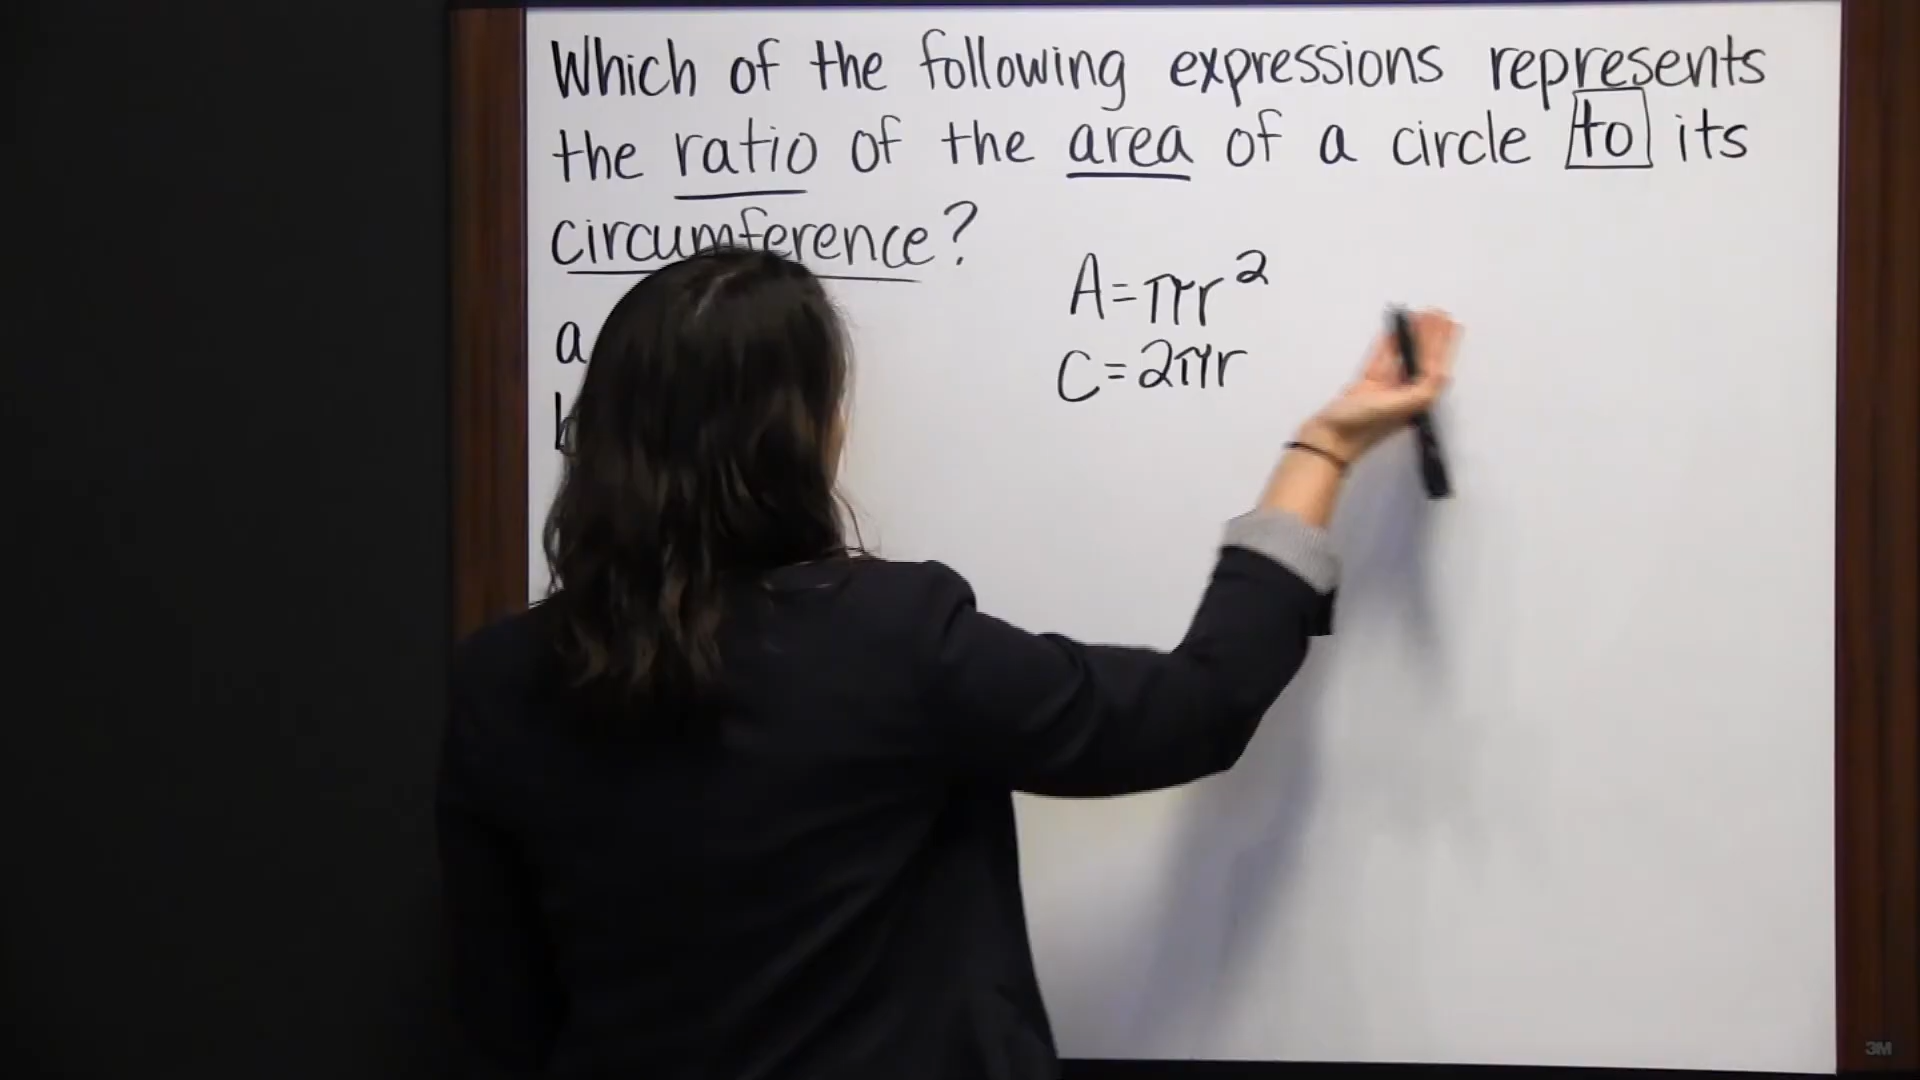 Which of the following expressions represents
the ratio of the area of a circle to its
circumference?
A=πr²
C=2πr
a
b
3M